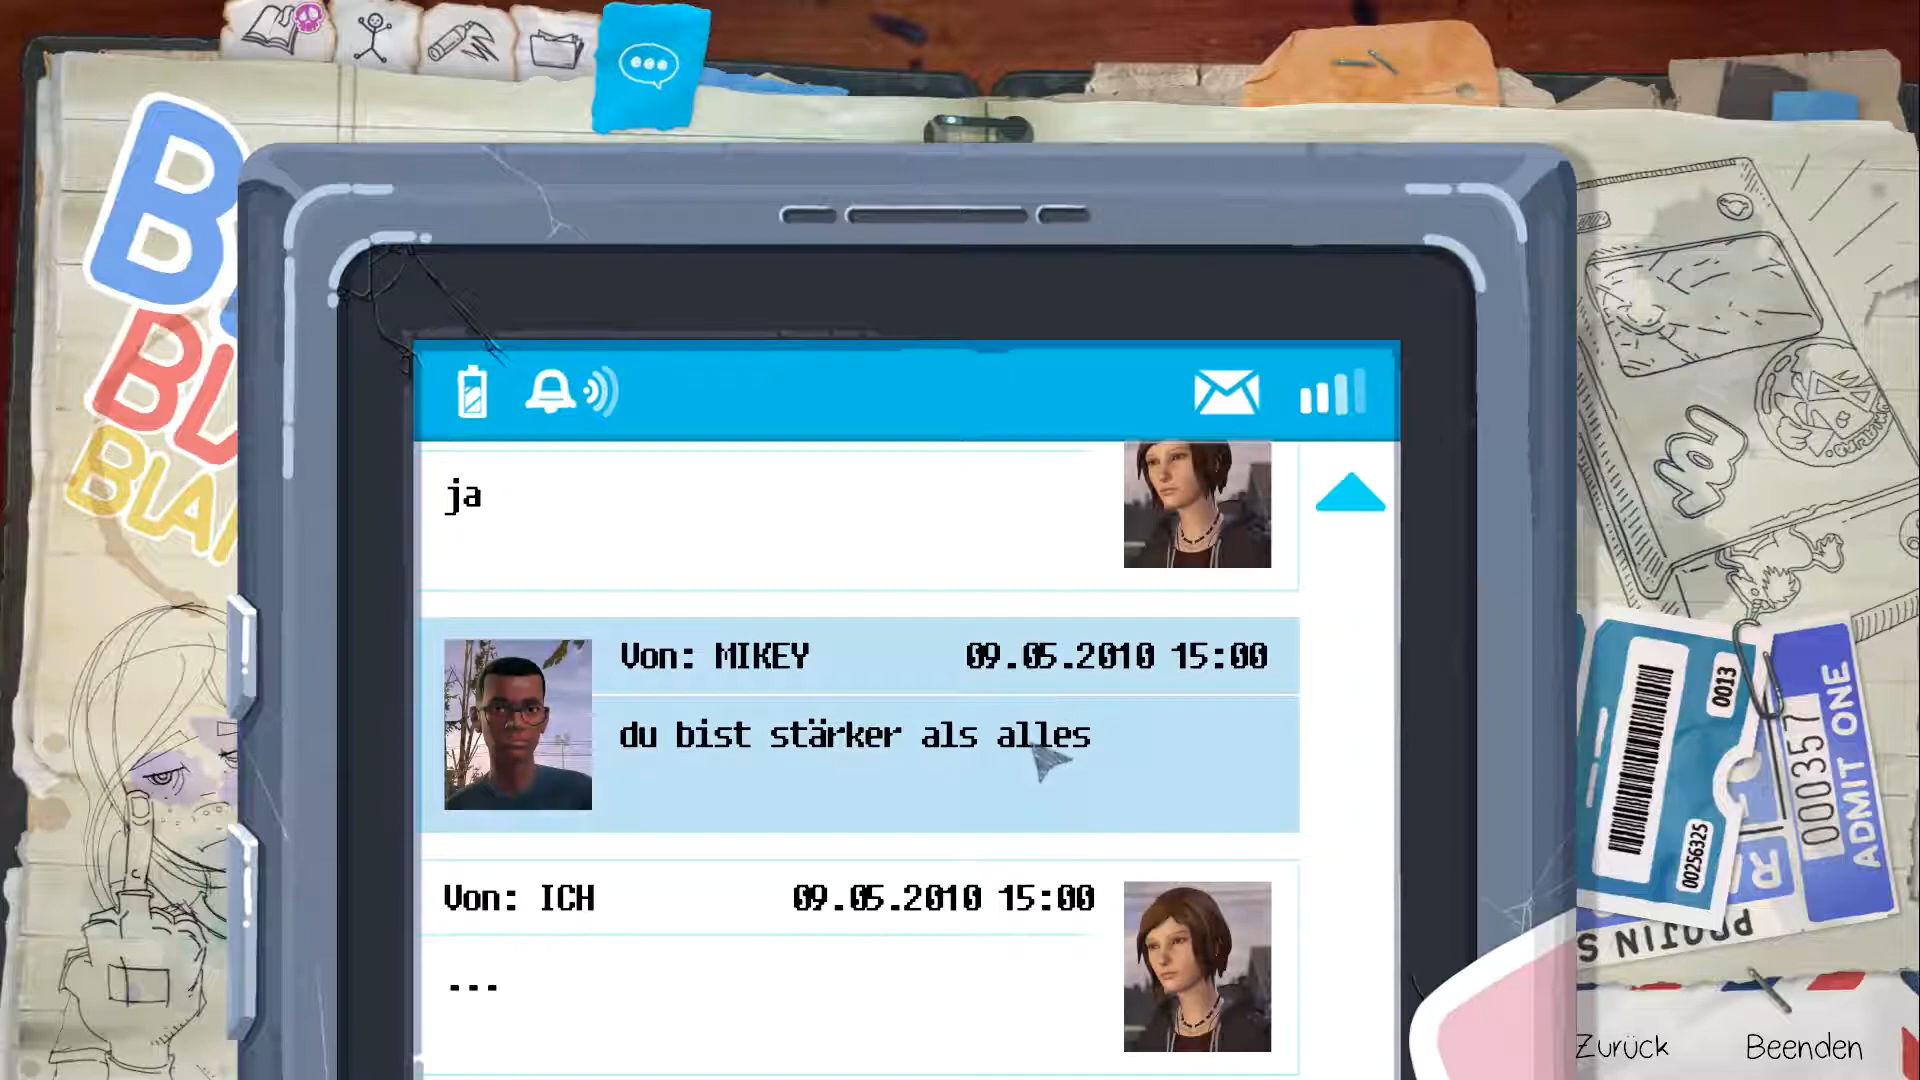 ja
Von: MIKEY 09.05.2010 15:00
du bist stärker als alles
Von: ICH 09.05.2010 15:00
...
BLA
0013
00256325
000357
ADMIT ONE
Zurück Beenden